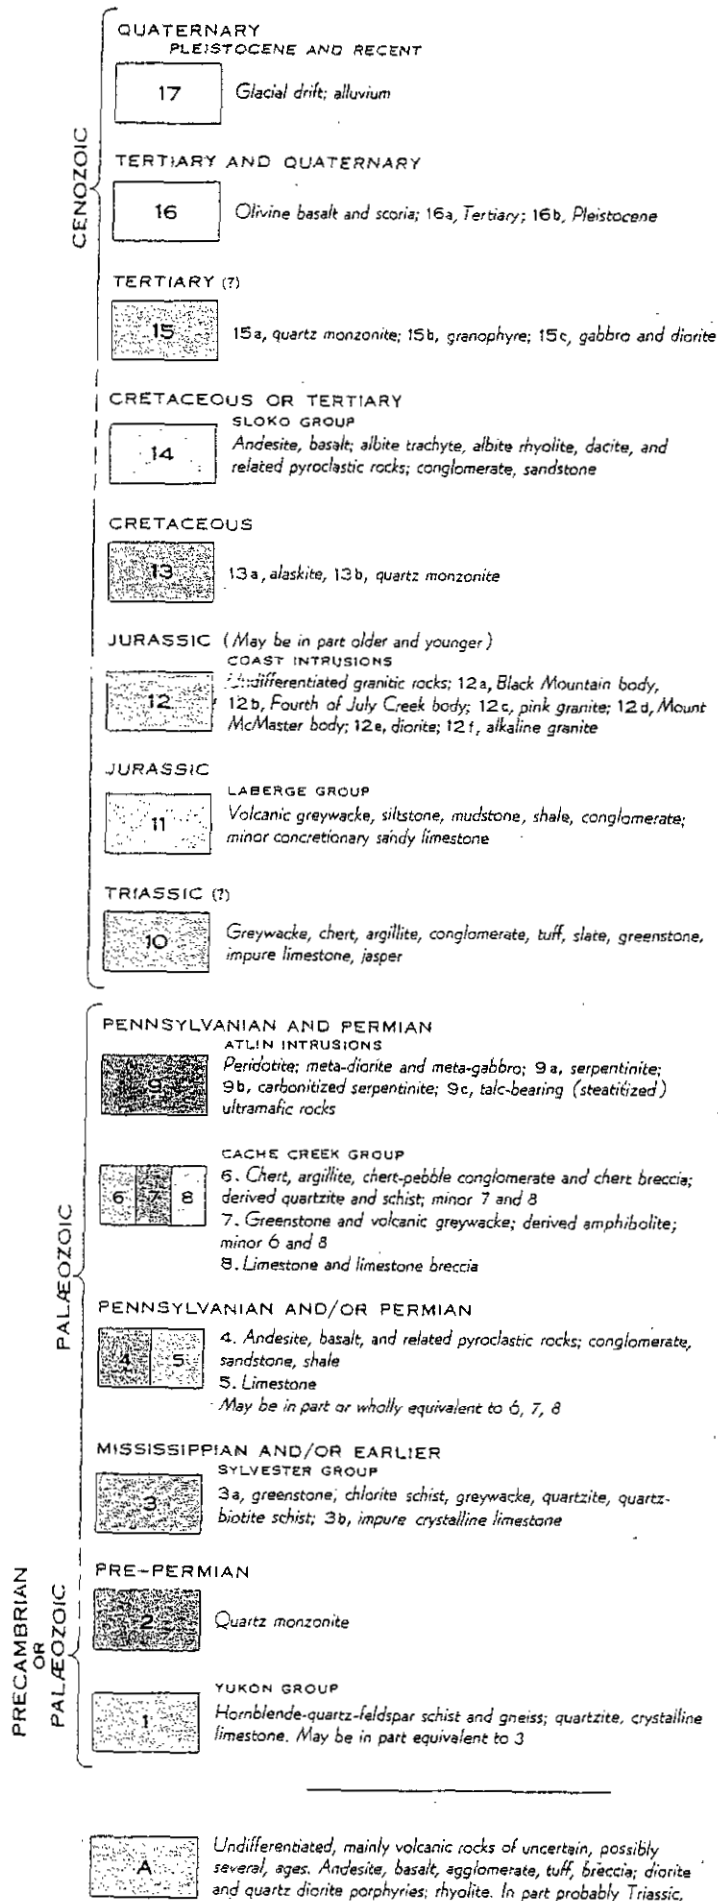 CENOZOIC
QUATERNARY
PLEISTOCENE AND RECENT
17
Glacial drift; alluvium
TERTIARY AND QUATERNARY
16
Olivine basalt and scoria; 16a, Tertiary; 16b, Pleistocene
TERTIARY (?)
15
15a, quartz monzonite; 15b, granophyre; 15c, gabbro and diorite
CRETACEOUS OR TERTIARY
SLOKO GROUP
14
Andesite, basalt; albite trachyte, albite rhyolite, dacite, and
related pyroclastic rocks; conglomerate, sandstone
CRETACEOUS
13
13a, alaskite, 13b, quartz monzonite
JURASSIC (May be in part older and younger)
COAST INTRUSIONS
12
Undifferentiated granitic rocks; 12a, Black Mountain body,
12b, Fourth of July Creek body; 12c, pink granite; 12d, Mount
McMaster body; 12e, diorite; 12f, alkaline granite
JURASSIC
LABERGE GROUP
11
Volcanic greywacke, siltstone, mudstone, shale, conglomerate;
minor concretionary sandy limestone
TRIASSIC (?)
10
Greywacke, chert, argillite, conglomerate, tuff, slate, greenstone,
impure limestone, jasper
PALÆOZOIC
PENNSYLVANIAN AND PERMIAN
ATLIN INTRUSIONS
9
Peridotite; meta-diorite and meta-gabbro; 9a, serpentinite;
9b, carbonitized serpentinite; 9c, talc-bearing (steatitized)
ultramafic rocks
CACHE CREEK GROUP
6 7 8
6. Chert, argillite, chert-pebble conglomerate and chert breccia;
derived quartzite and schist; minor 7 and 8
7. Greenstone and volcanic greywacke; derived amphibolite;
minor 6 and 8
8. Limestone and limestone breccia
PENNSYLVANIAN AND/OR PERMIAN
4 5
4. Andesite, basalt, and related pyroclastic rocks; conglomerate,
sandstone, shale
5. Limestone
May be in part or wholly equivalent to 6, 7, 8
MISSISSIPPIAN AND/OR EARLIER
SYLVESTER GROUP
3
3a, greenstone, chlorite schist, greywacke, quartzite, quartz-
biotite schist; 3b, impure crystalline limestone
PRECAMBRIAN
OR
PALÆOZOIC
PRE-PERMIAN
2
Quartz monzonite
YUKON GROUP
1
Hornblende-quartz-feldspar schist and gneiss; quartzite, crystalline
limestone. May be in part equivalent to 3
A
Undifferentiated, mainly volcanic rocks of uncertain, possibly
several, ages. Andesite, basalt, agglomerate, tuff, breccia; diorite
and quartz diorite porphyries; rhyolite. In part probably Triassic.